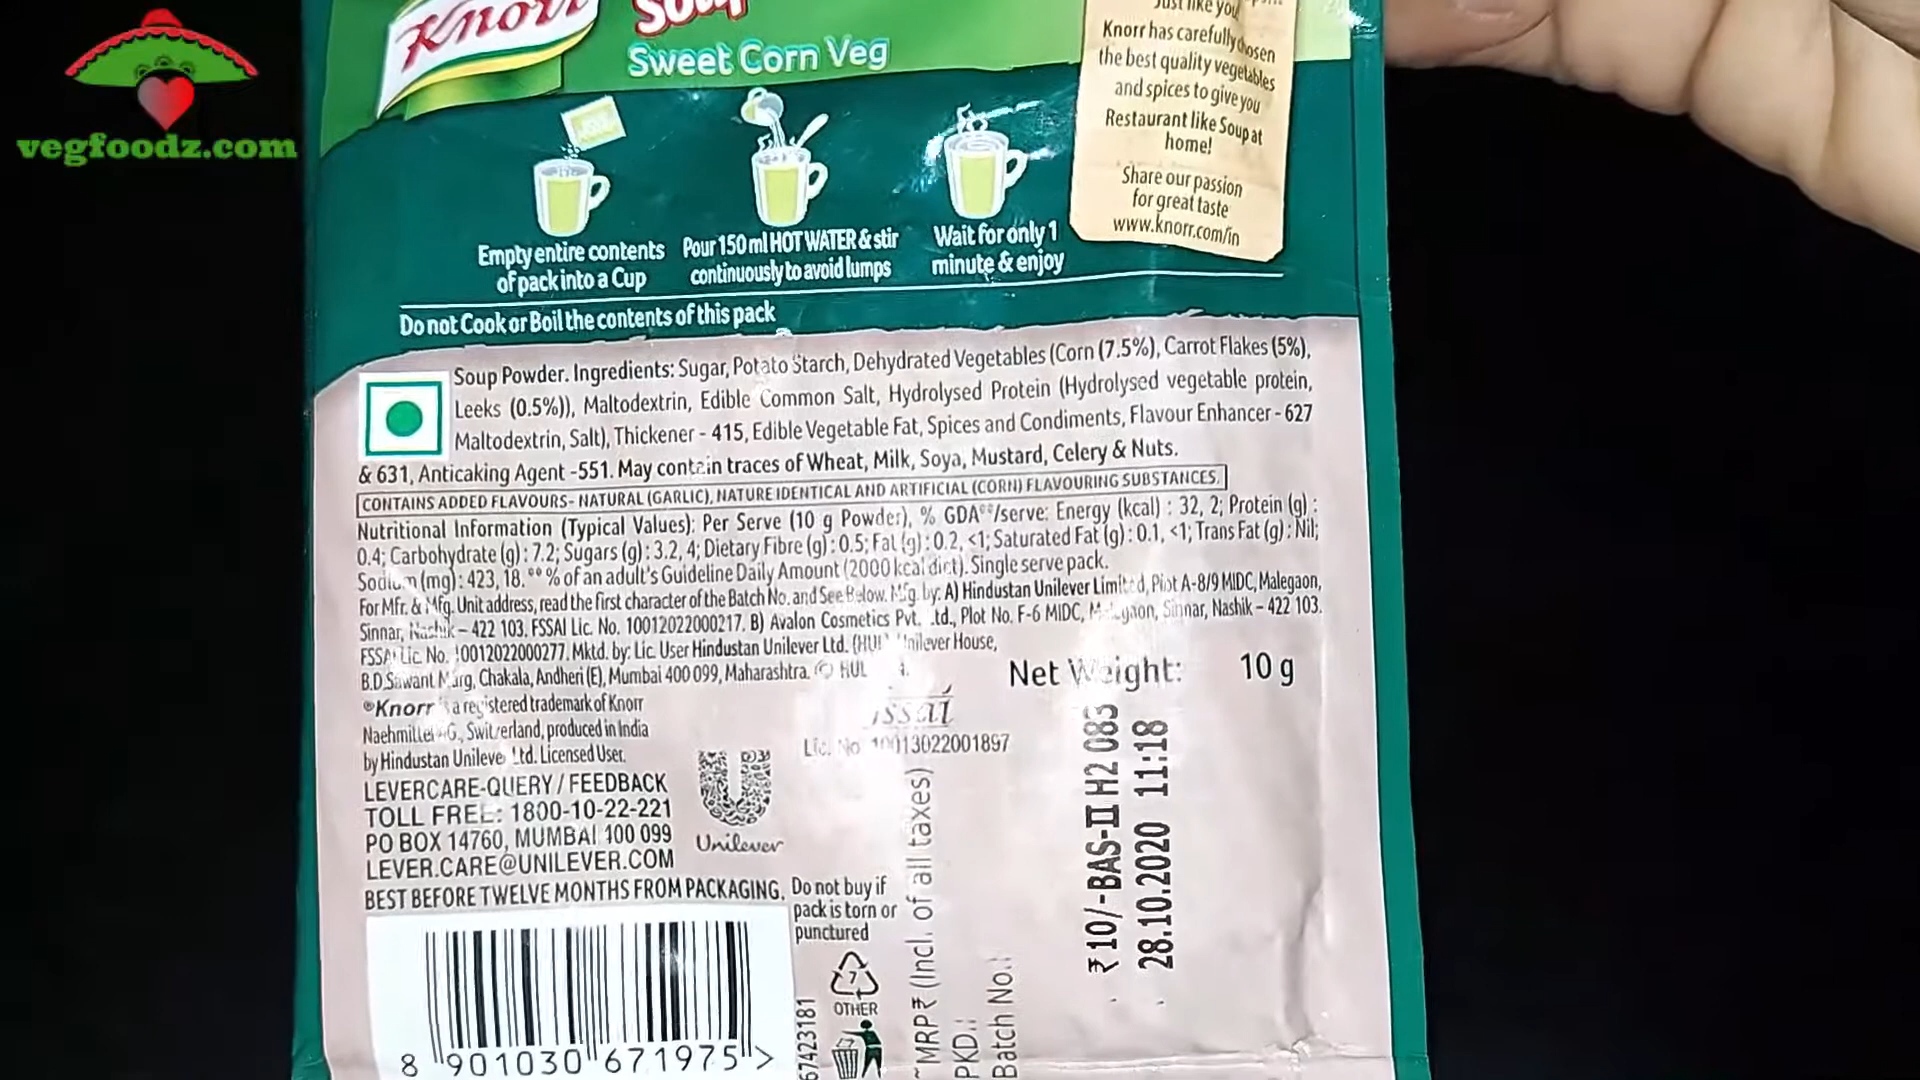 vegfoodz.com
Knorr
Soup
Sweet Corn Veg
Just like you
Knorr has carefully chosen
the best quality vegetables
and spices to give you
Restaurant like Soup at
home!
Share our passion
for great taste
www.knorr.com/in
Empty entire contents
of pack into a Cup
Pour 150 ml HOT WATER & stir
continuously to avoid lumps
Wait for only 1
minute & enjoy
Do not Cook or Boil the contents of this pack
Soup Powder. Ingredients: Sugar, Potato Starch, Dehydrated Vegetables (Corn (7.5%), Carrot Flakes (5%),
Leeks (0.5%)), Maltodextrin, Edible Common Salt, Hydrolysed Protein (Hydrolysed vegetable protein,
Maltodextrin, Salt), Thickener - 415, Edible Vegetable Fat, Spices and Condiments, Flavour Enhancer - 627
& 631, Anticaking Agent -551. May contain traces of Wheat, Milk, Soya, Mustard, Celery & Nuts.
CONTAINS ADDED FLAVOURS- NATURAL (GARLIC), NATURE IDENTICAL AND ARTIFICIAL (CORN) FLAVOURING SUBSTANCES.
Nutritional Information (Typical Values): Per Serve (10 g Powder), % GDA**/serve: Energy (kcal) : 32, 2; Protein (g) :
0.4; Carbohydrate (g) : 7.2; Sugars (g) : 3.2, 4; Dietary Fibre (g) : 0.5; Fat (g) : 0.2, <1; Saturated Fat (g) : 0.1, <1; Trans Fat (g) : Nil;
Sodium (mg) : 423, 18. **% of an adult's Guideline Daily Amount (2000 kcal diet). Single serve pack.
For Mfr. & Mfg. Unit address, read the first character of the Batch No. and See Below. Mfg. by: A) Hindustan Unilever Limited, Plot A-8/9 MIDC, Malegaon,
Sinnar, Nashik - 422 103. FSSAI Lic. No. 10012022000217. B) Avalon Cosmetics Pvt. Ltd., Plot No. F-6 MIDC, Malegaon, Sinnar, Nashik - 422 103.
FSSAI Lic. No. 10012022000277. Mktd. by: Lic. User Hindustan Unilever Ltd. (HUL) Unilever House,
B.D.Sawant Marg, Chakala, Andheri (E), Mumbai 400 099, Maharashtra. © HUL
®Knorr is a registered trademark of Knorr
Naehmittel AG., Switzerland, produced in India
by Hindustan Unilever Ltd. Licensed User.
Net Weight: 10 g
fssai
Lic. No 10013022001897
LEVERCARE-QUERY / FEEDBACK
TOLL FREE: 1800-10-22-221
PO BOX 14760, MUMBAI 400 099
LEVER.CARE@UNILEVER.COM
Unilever
BEST BEFORE TWELVE MONTHS FROM PACKAGING.
Do not buy if
pack is torn or
punctured
7
OTHER
67423181
8 901030 671975 >
~MRP ₹ (Incl. of all taxes)
PKD.:
Batch No.:
₹ 10/-BAS-II H2 083
28.10.2020 11:18